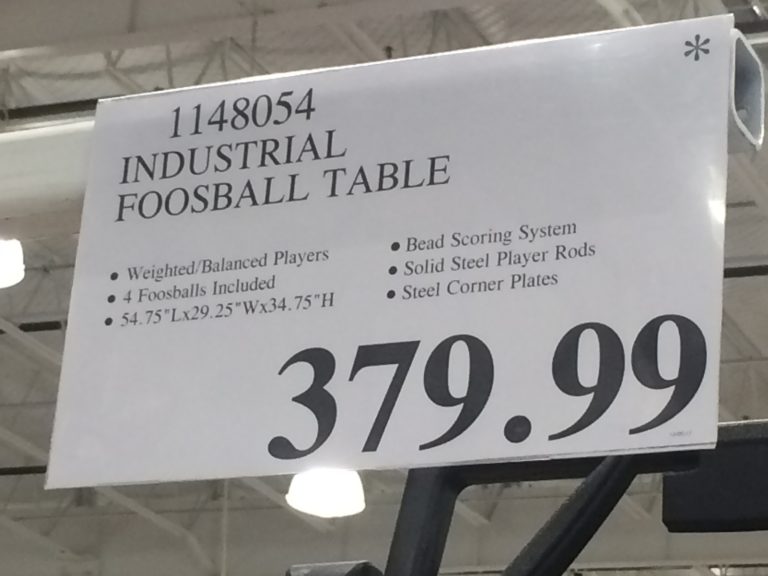 *
1148054
INDUSTRIAL
FOOSBALL TABLE
• Weighted/Balanced Players
• 4 Foosballs Included
• 54.75"Lx29.25"Wx34.75"H
• Bead Scoring System
• Solid Steel Player Rods
• Steel Corner Plates
379.99